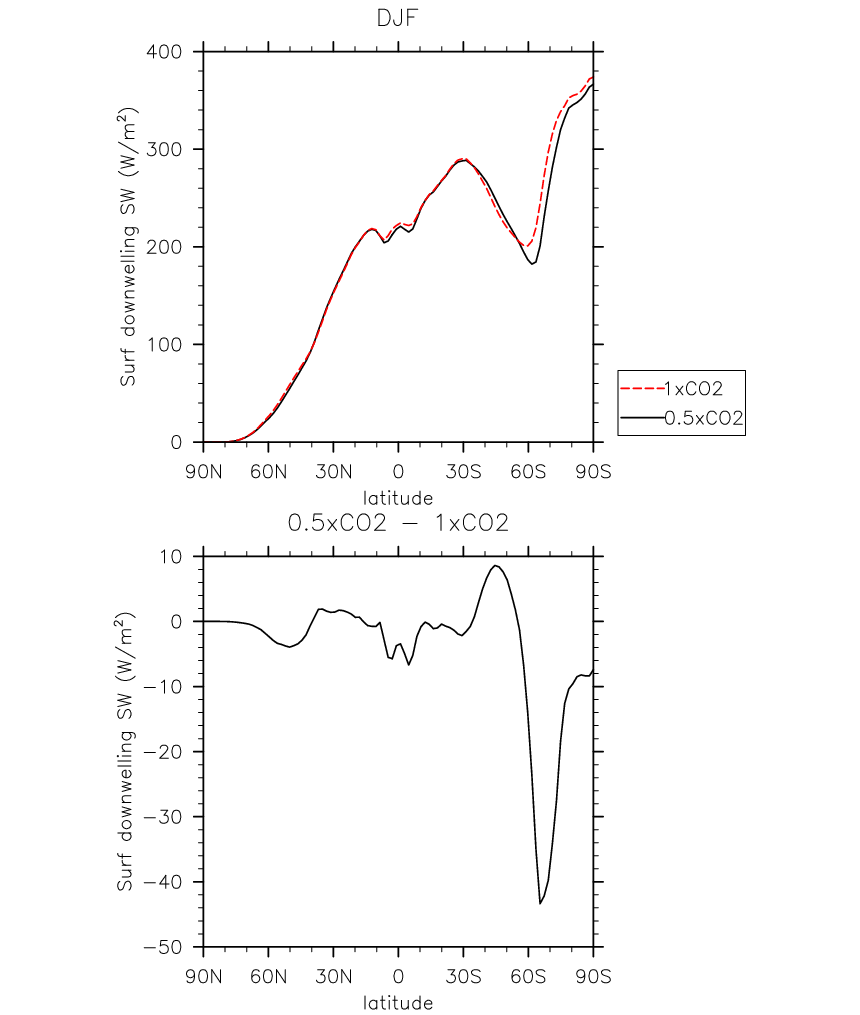 DJF
Surf downwelling SW (W/m²)
400
300
200
100
0
90N 60N 30N 0 30S 60S 90S
latitude
1xCO2
0.5xCO2
0.5xCO2 − 1xCO2
Surf downwelling SW (W/m²)
10
0
−10
−20
−30
−40
−50
90N 60N 30N 0 30S 60S 90S
latitude